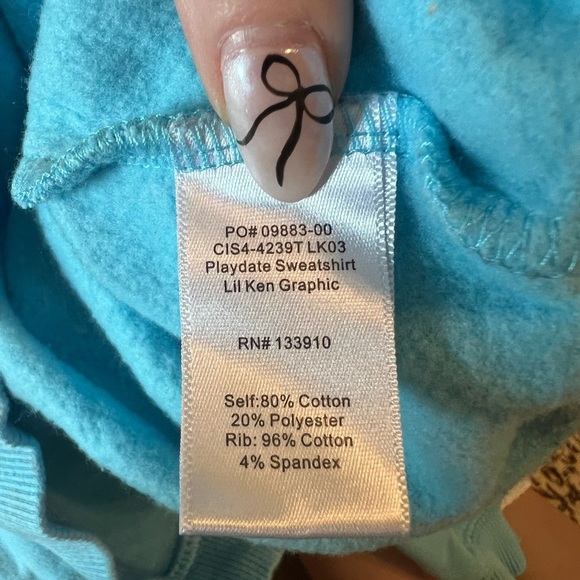 PO# 09883-00
CIS4-4239T LK03
Playdate Sweatshirt
Lil Ken Graphic
RN# 133910
Self:80% Cotton
20% Polyester
Rib: 96% Cotton
4% Spandex